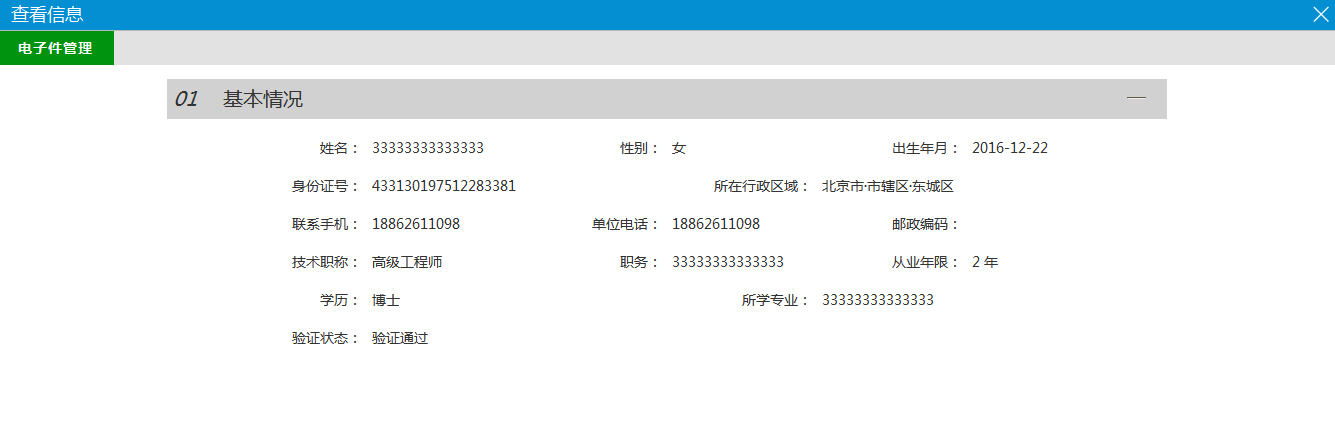 查看信息
电子件管理
01 基本情况
姓名： 33333333333333 性别： 女 出生年月： 2016-12-22
身份证号： 433130197512283381 所在行政区域： 北京市·市辖区·东城区
联系手机： 18862611098 单位电话： 18862611098 邮政编码：
技术职称： 高级工程师 职务： 33333333333333 从业年限： 2 年
学历： 博士 所学专业： 33333333333333
验证状态： 验证通过